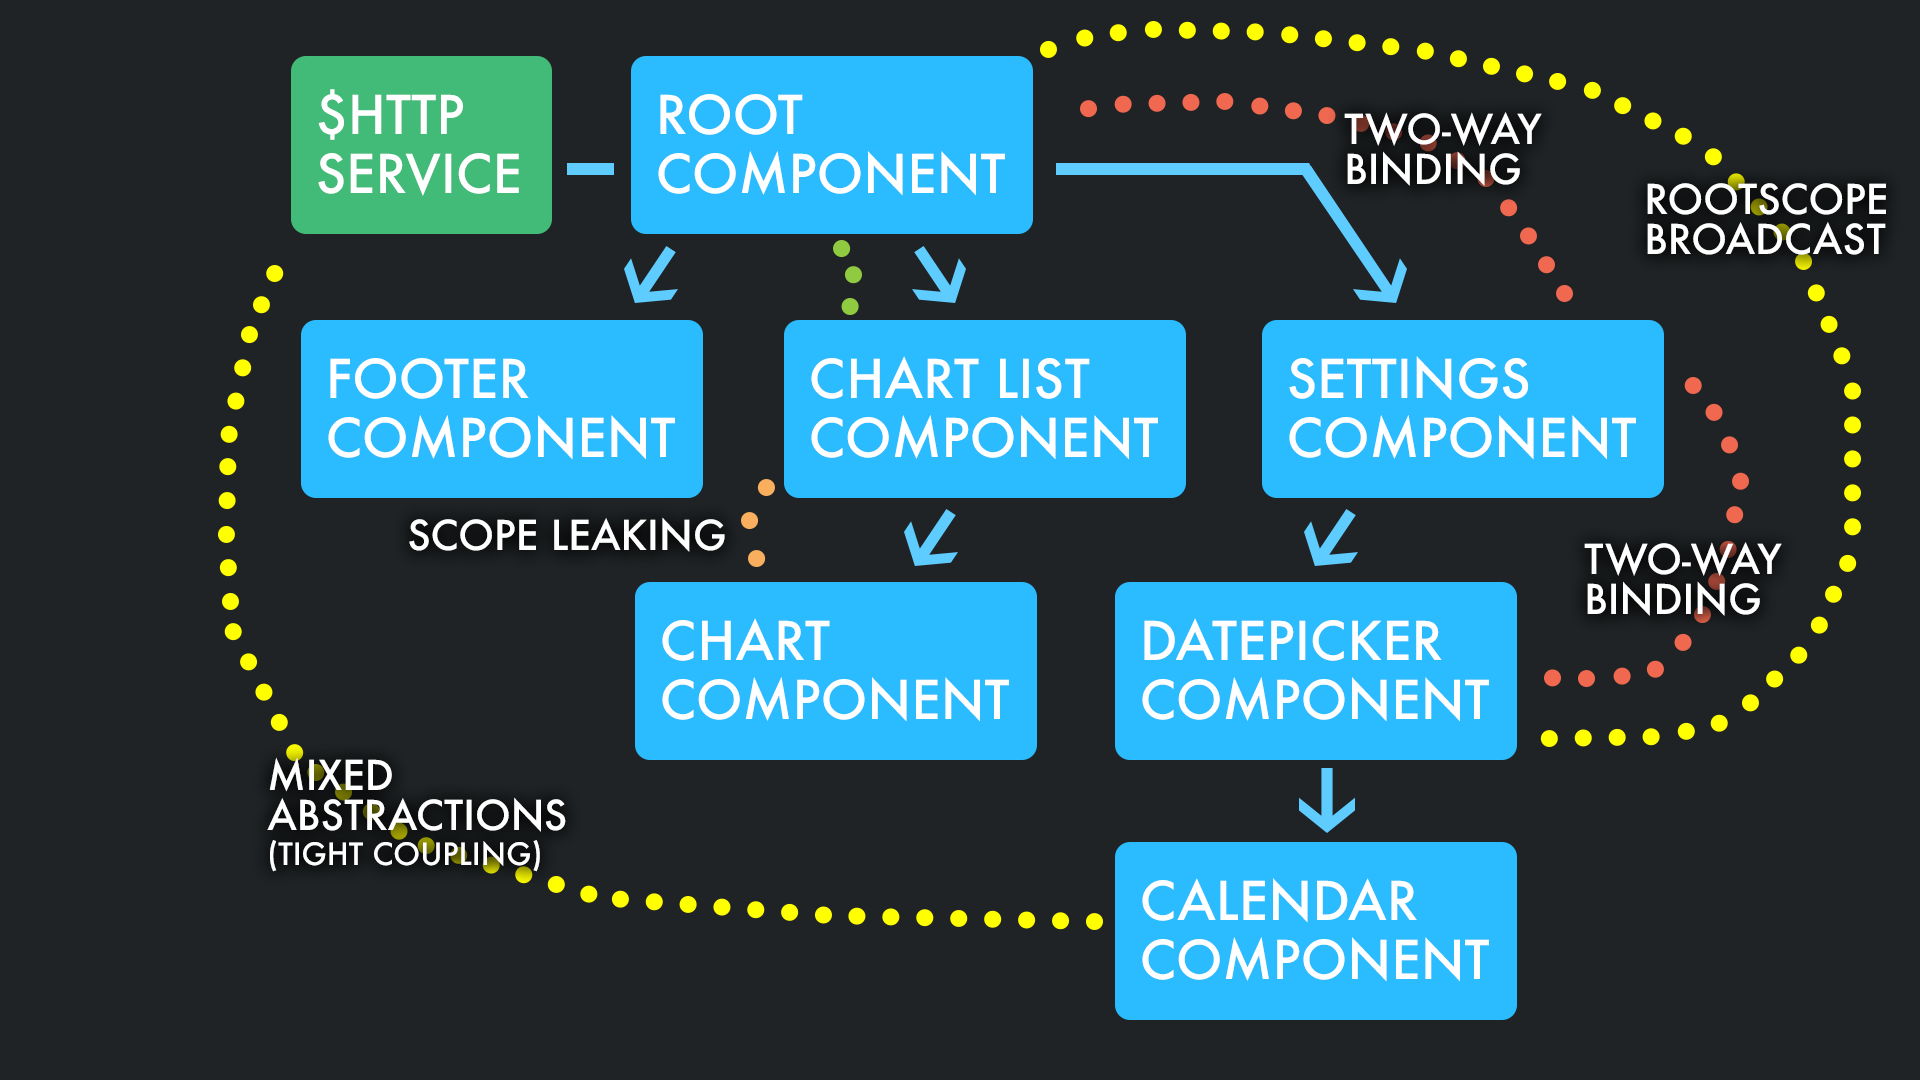 $HTTP
SERVICE
ROOT
COMPONENT
TWO-WAY
BINDING
ROOTSCOPE
BROADCAST
FOOTER
COMPONENT
CHART LIST
COMPONENT
SETTINGS
COMPONENT
SCOPE LEAKING
TWO-WAY
BINDING
CHART
COMPONENT
DATEPICKER
COMPONENT
MIXED
ABSTRACTIONS
(TIGHT COUPLING)
CALENDAR
COMPONENT